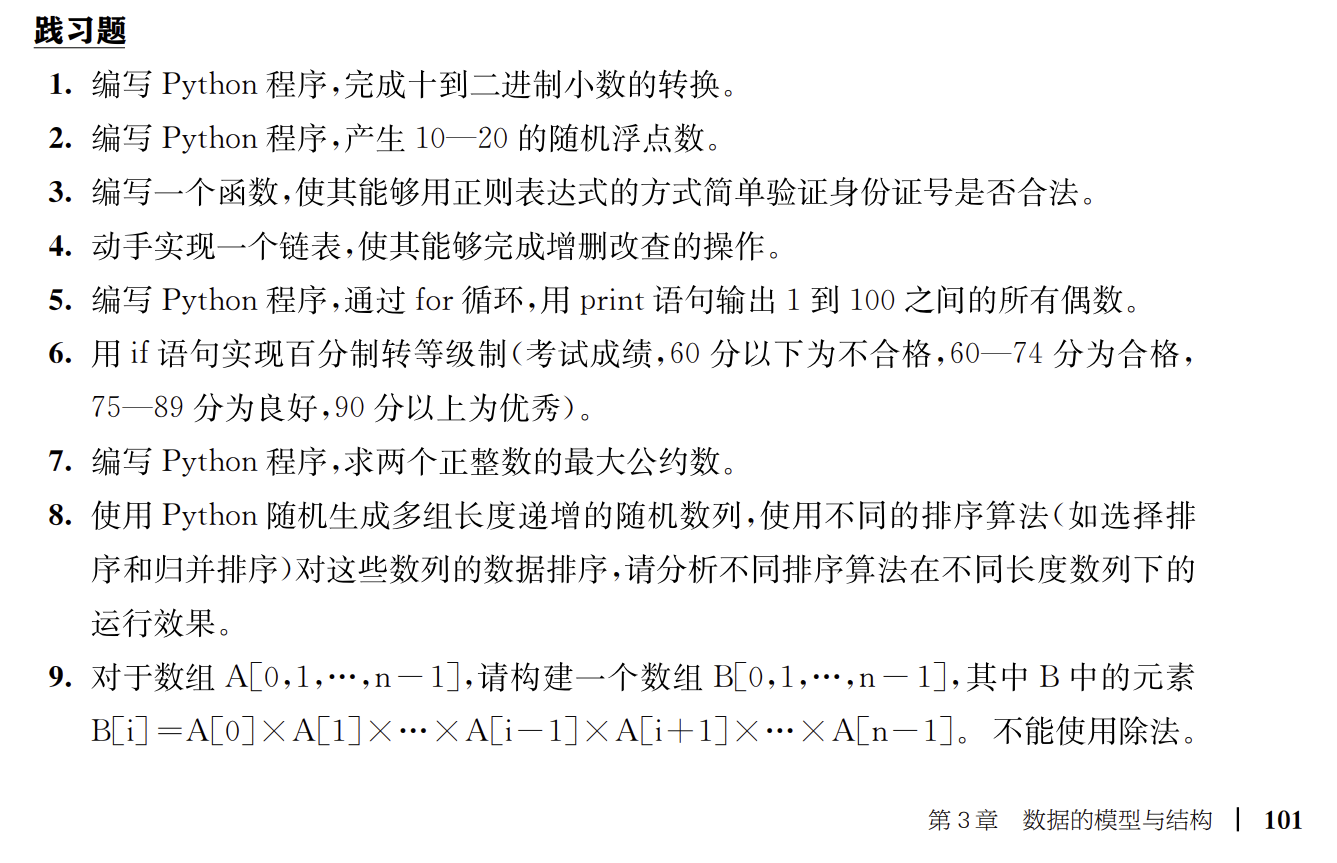 践习题
1. 编写 Python 程序,完成十到二进制小数的转换。
2. 编写 Python 程序,产生 10—20 的随机浮点数。
3. 编写一个函数,使其能够用正则表达式的方式简单验证身份证号是否合法。
4. 动手实现一个链表,使其能够完成增删改查的操作。
5. 编写 Python 程序,通过 for 循环,用 print 语句输出 1 到 100 之间的所有偶数。
6. 用 if 语句实现百分制转等级制(考试成绩,60 分以下为不合格,60—74 分为合格,
75—89 分为良好,90 分以上为优秀)。
7. 编写 Python 程序,求两个正整数的最大公约数。
8. 使用 Python 随机生成多组长度递增的随机数列,使用不同的排序算法(如选择排
序和归并排序)对这些数列的数据排序,请分析不同排序算法在不同长度数列下的
运行效果。
9. 对于数组 A[0,1,…,n-1],请构建一个数组 B[0,1,…,n-1],其中 B 中的元素
B[i]=A[0]×A[1]×…×A[i-1]×A[i+1]×…×A[n-1]。 不能使用除法。
第 3 章 数据的模型与结构 | 101